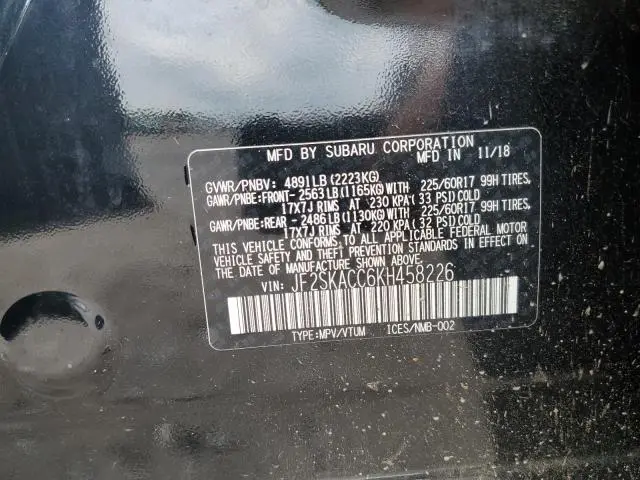 MFD BY SUBARU CORPORATION
MFD. IN 11/18
GVWR/PNBV: 4891LB(2223KG)
GAWR/PNBE:FRONT- 2563LB(1165KG)WITH 225/60R17 99H TIRES,
17X7J RIMS AT 230 KPA( 33 PSI)COLD
GAWR/PNBE:REAR - 2486LB(1130KG)WITH 225/60R17 99H TIRES,
17X7J RIMS AT 220 KPA( 32 PSI)COLD
THIS VEHICLE CONFORMS TO ALL APPLICABLE FEDERAL MOTOR
VEHICLE SAFETY AND THEFT PREVENTION STANDARDS IN EFFECT
ON THE DATE OF MANUFACTURE SHOWN ABOVE.
VIN: JF2SKACC6KH458226
TYPE:MPV/VTUM ICES/NMB-002